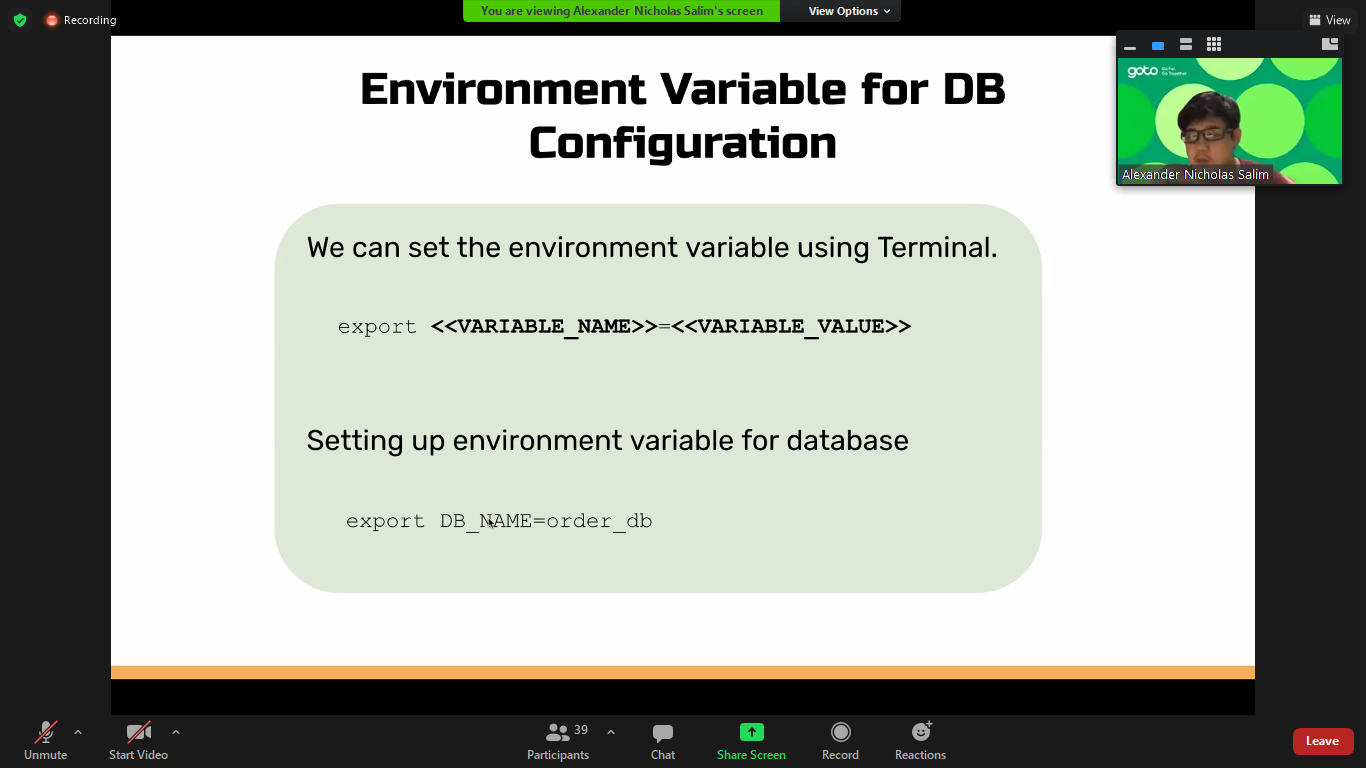 Recording
You are viewing Alexander Nicholas Salim's screen
View Options
View
Environment Variable for DB
Configuration
goto
Alexander Nicholas Salim
We can set the environment variable using Terminal.
export <<VARIABLE_NAME>>=<<VARIABLE_VALUE>>
Setting up environment variable for database
export DB_NAME=order_db
Unmute
Start Video
Participants
39
Chat
Share Screen
Record
Reactions
Leave